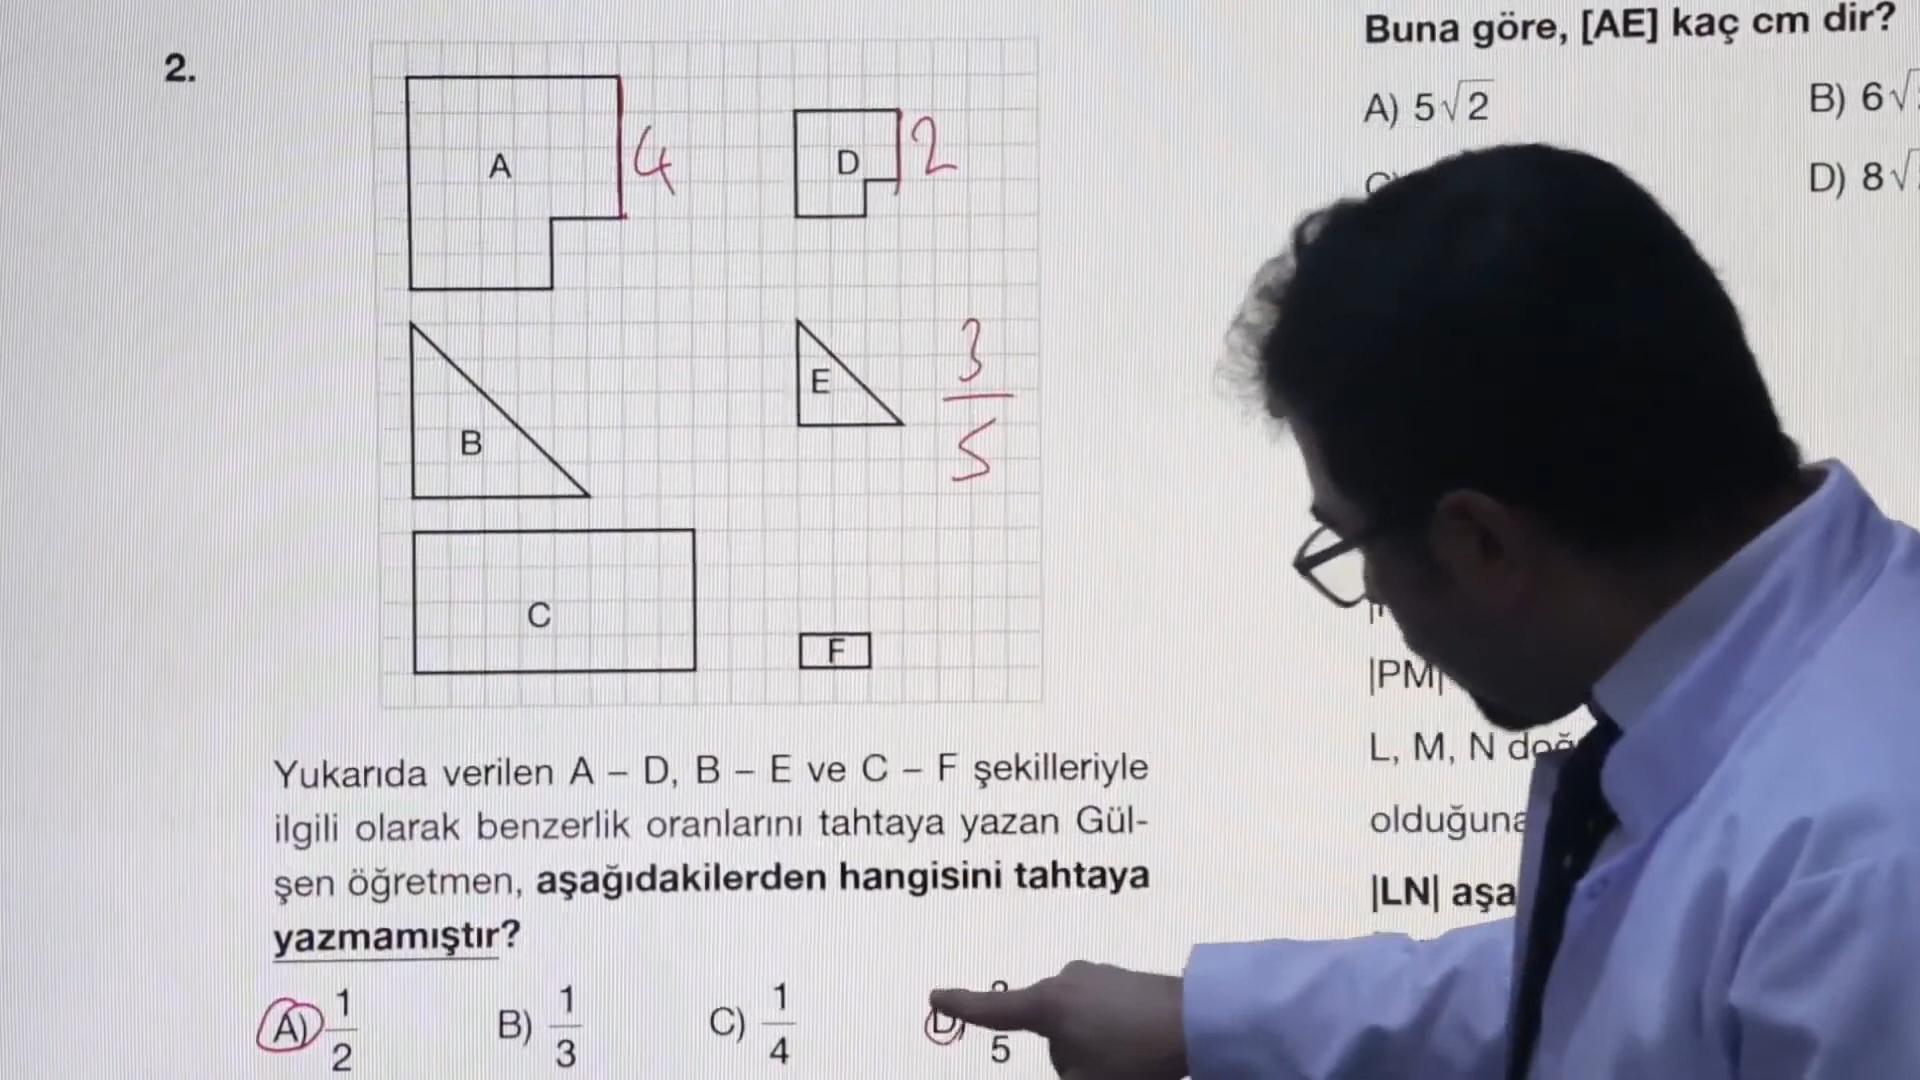 2.
A
4
D
2
B
E
3
5
C
F
Yukarıda verilen A – D, B – E ve C – F şekilleriyle
ilgili olarak benzerlik oranlarını tahtaya yazan Gül-
şen öğretmen, aşağıdakilerden hangisini tahtaya
yazmamıştır?
A) 1/2 B) 1/3 C) 1/4 D) 5
Buna göre, [AE] kaç cm dir?
A) 5√2 B) 6√
D) 8√
|PM|
L, M, N
olduğuna
|LN|